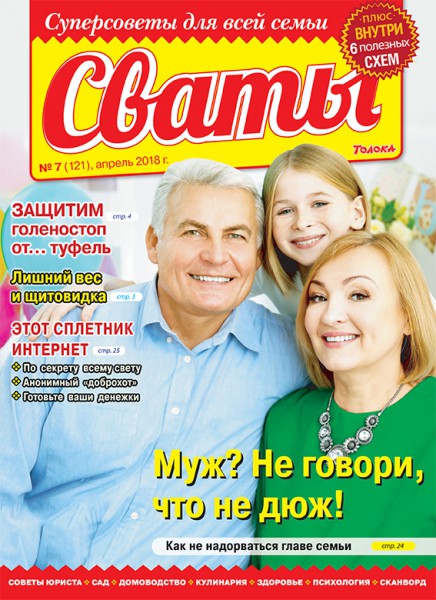 Суперсоветы для всей семьи
ПЛЮС
ВНУТРИ
6 полезных
СХЕМ
Сваты
№ 7 (121), апрель 2018 г.
Толока
ЗАЩИТИМ стр. 4
голеностоп
от... туфель
Лишний вес
и щитовидка стр. 3
ЭТОТ СПЛЕТНИК
ИНТЕРНЕТ стр. 25
По секрету всему свету
Анонимный «доброхот»
Готовьте ваши денежки
Муж? Не говори,
что не дюж!
Как не надорваться главе семьи стр. 24
СОВЕТЫ ЮРИСТА • САД • ДОМОВОДСТВО • КУЛИНАРИЯ • ЗДОРОВЬЕ • ПСИХОЛОГИЯ • СКАНВОРД